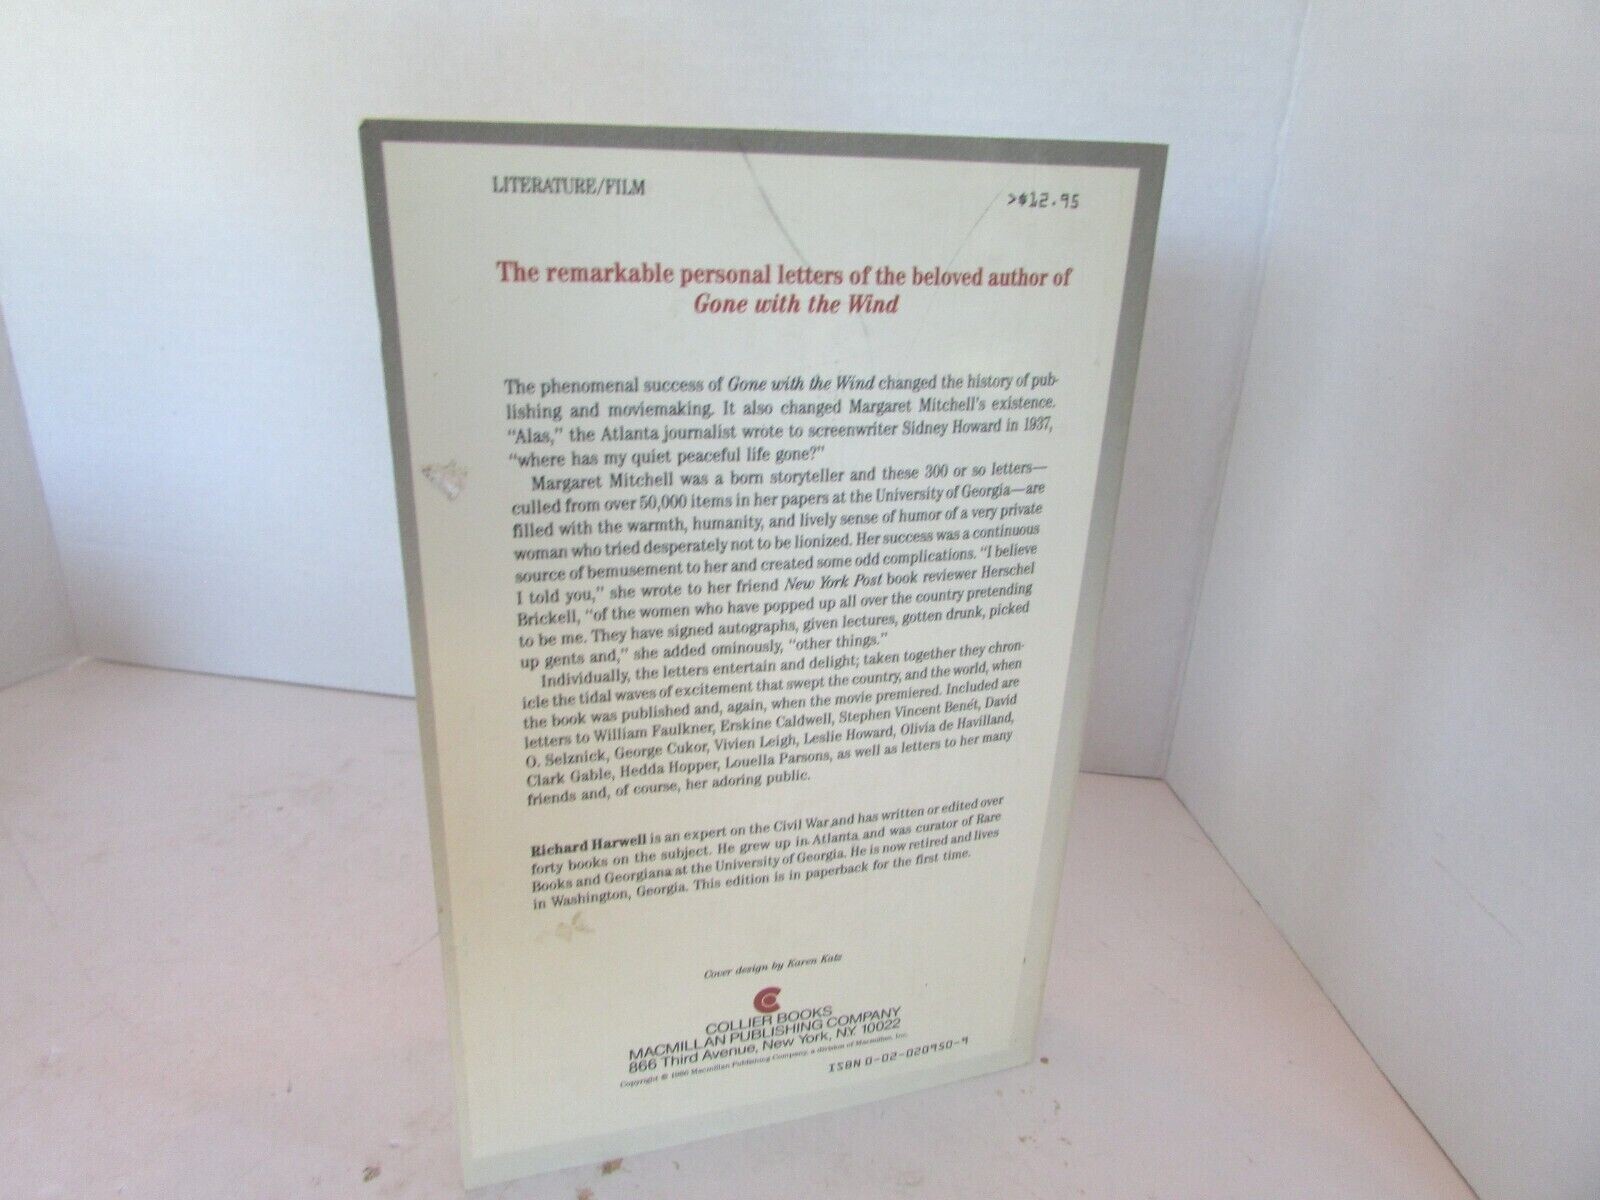 LITERATURE/FILM
>$12.95
The remarkable personal letters of the beloved author of
Gone with the Wind
The phenomenal success of Gone with the Wind changed the history of pub-
lishing and moviemaking. It also changed Margaret Mitchell's existence.
"Alas," the Atlanta journalist wrote to screenwriter Sidney Howard in 1937,
"where has my quiet peaceful life gone?"
Margaret Mitchell was a born storyteller and these 300 or so letters—
culled from over 50,000 items in her papers at the University of Georgia—are
filled with the warmth, humanity, and lively sense of humor of a very private
woman who tried desperately not to be lionized. Her success was a continuous
source of bemusement to her and created some odd complications. "I believe
I told you," she wrote to her friend New York Post book reviewer Herschel
Brickell, "of the women who have popped up all over the country pretending
to be me. They have signed autographs, given lectures, gotten drunk, picked
up gents and," she added ominously, "other things."
Individually, the letters entertain and delight; taken together they chron-
icle the tidal waves of excitement that swept the country, and the world, when
the book was published and, again, when the movie premiered. Included are
letters to William Faulkner, Erskine Caldwell, Stephen Vincent Benét, David
O. Selznick, George Cukor, Vivien Leigh, Leslie Howard, Olivia de Havilland,
Clark Gable, Hedda Hopper, Louella Parsons, as well as letters to her many
friends and, of course, her adoring public.
Richard Harwell is an expert on the Civil War and has written or edited over
forty books on the subject. He grew up in Atlanta and was curator of Rare
Books and Georgiana at the University of Georgia. He is now retired and lives
in Washington, Georgia. This edition is in paperback for the first time.
Cover design by Karen Katz
COLLIER BOOKS
MACMILLAN PUBLISHING COMPANY
866 Third Avenue, New York, NY. 10022
Copyright © 1986 Macmillan Publishing Company, a division of Macmillan, Inc.
ISBN 0-02-020950-9